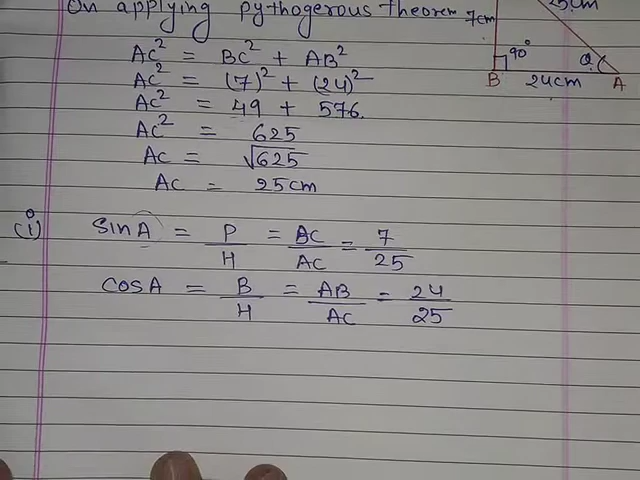 On applying pythogerous Theorem 7cm
25cm
AC² = BC² + AB²
90° θ
AC² = (7)² + (24)²
B 24cm A
AC² = 49 + 576.
AC² = 625
AC = √625
AC = 25cm
(i) sinA = P/H = BC/AC = 7/25
cosA = B/H = AB/AC = 24/25